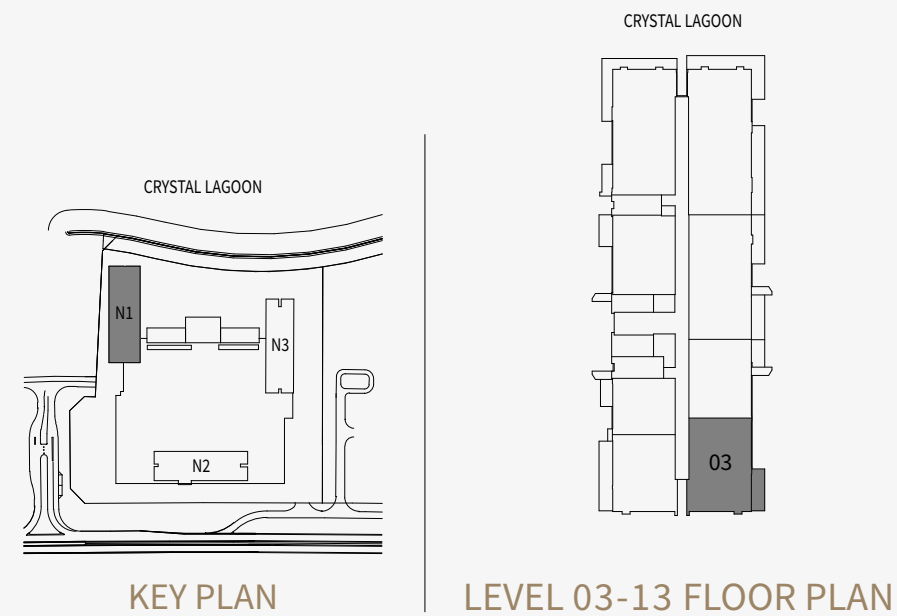 CRYSTAL LAGOON
N1
N3
N2
KEY PLAN
CRYSTAL LAGOON
03
LEVEL 03-13 FLOOR PLAN